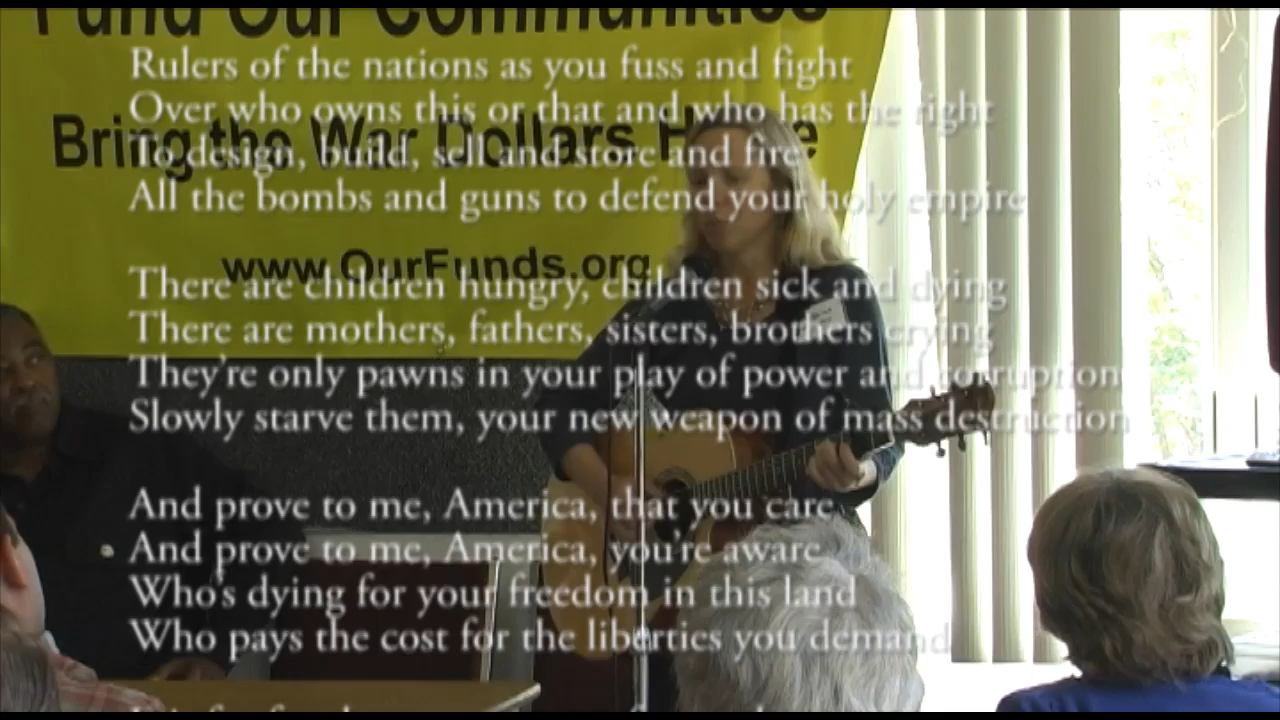 Fund Our Communities
Bring the War Dollars Home
www.OurFunds.org
Rulers of the nations as you fuss and fight
Over who owns this or that and who has the right
To design, build, sell and store and fire
All the bombs and guns to defend your holy empire
There are children hungry, children sick and dying
There are mothers, fathers, sisters, brothers crying
They're only pawns in your play of power and corruption
Slowly starve them, your new weapon of mass destruction
And prove to me, America, that you care
And prove to me, America, you're aware
Who's dying for your freedom in this land
Who pays the cost for the liberties you demand